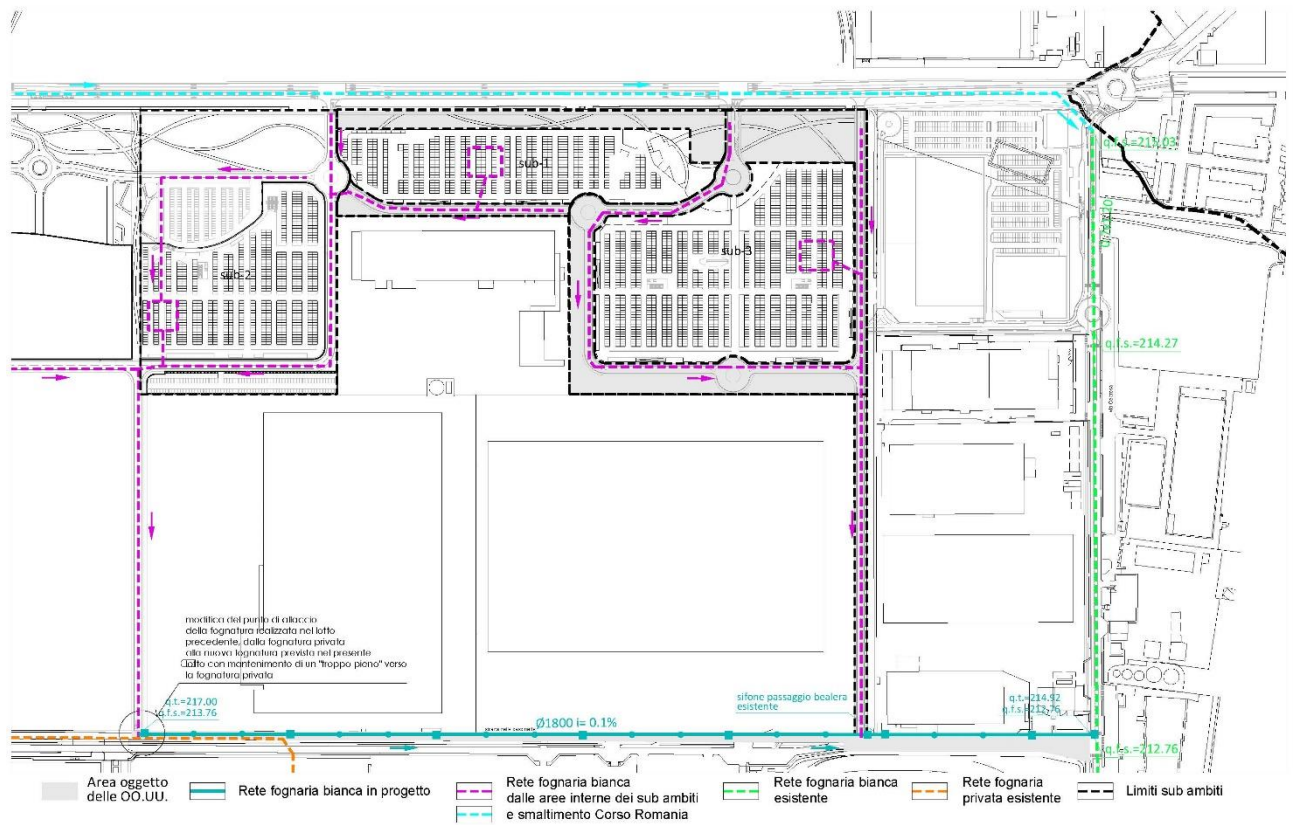 q.f.s.=217.03
sub-1
sub-2
sub-3
q.f.s.=214.27
modifica del punto di allaccio
della fognatura realizzata nel lotto
precedente, dalla fognatura privata
alla nuova fognatura prevista nel presente
lotto con mantenimento di un "troppo pieno" verso
la fognatura privata
q.t.=217.00
q.f.s.=213.76
sifone passaggio bealera
esistente
q.t.=214.92
q.f.s.=212.76
Ø1800 i= 0.1%
q.f.s.=212.76
Area oggetto
delle OO.UU.
Rete fognaria bianca in progetto
Rete fognaria bianca
dalle aree interne dei sub ambiti
e smaltimento Corso Romania
Rete fognaria bianca
esistente
Rete fognaria
privata esistente
Limiti sub ambiti